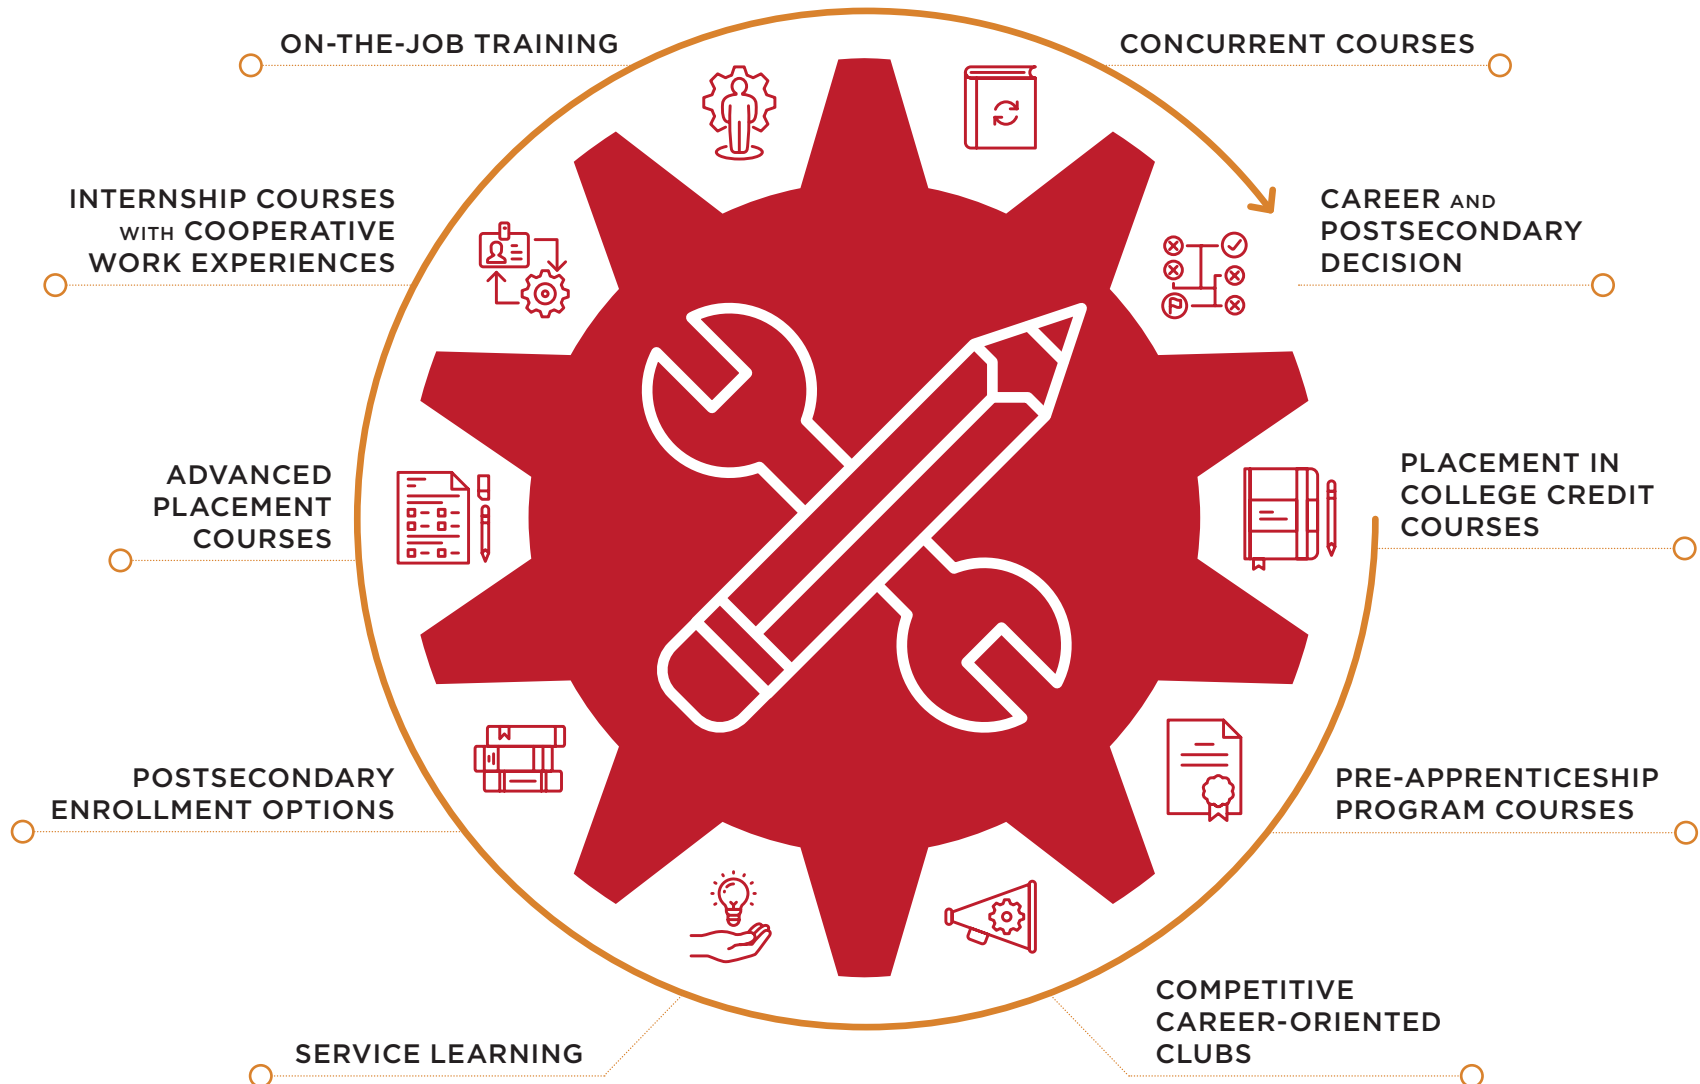 ON-THE-JOB TRAINING
CONCURRENT COURSES
INTERNSHIP COURSES
WITH COOPERATIVE
WORK EXPERIENCES
CAREER AND
POSTSECONDARY
DECISION
ADVANCED
PLACEMENT
COURSES
PLACEMENT IN
COLLEGE CREDIT
COURSES
POSTSECONDARY
ENROLLMENT OPTIONS
PRE-APPRENTICESHIP
PROGRAM COURSES
SERVICE LEARNING
COMPETITIVE
CAREER-ORIENTED
CLUBS